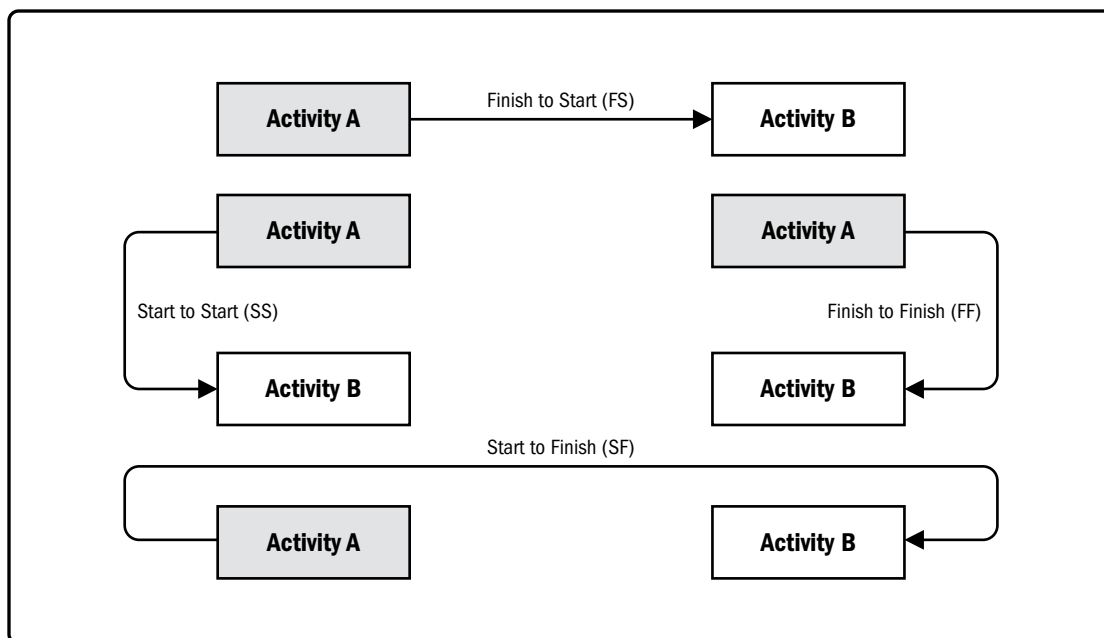 Activity A
Finish to Start (FS)
Activity B
Activity A
Activity A
Start to Start (SS)
Finish to Finish (FF)
Activity B
Activity B
Start to Finish (SF)
Activity A
Activity B